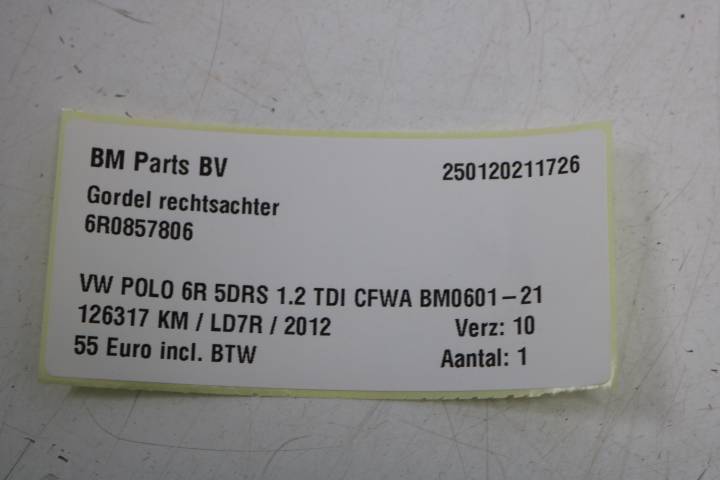 BM Parts BV 250120211726
Gordel rechtsachter
6R0857806
VW POLO 6R 5DRS 1.2 TDI CFWA BM0601-21
126317 KM / LD7R / 2012 Verz: 10
55 Euro incl. BTW Aantal: 1